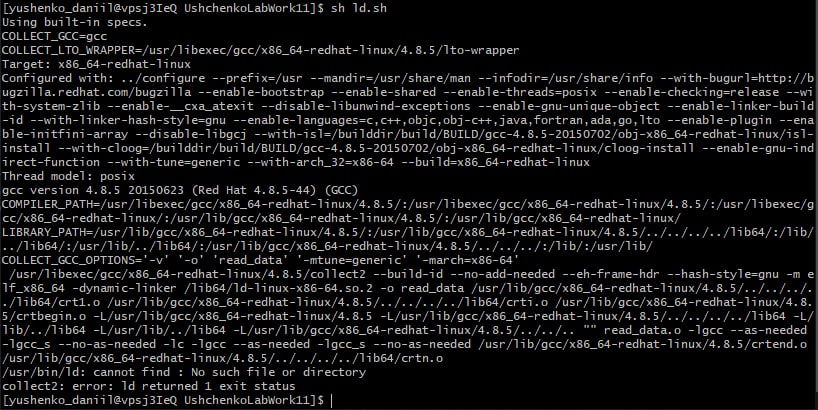 [yushenko_daniil@vpsj3IeQ UshchenkoLabWork11]$ sh ld.sh
Using built-in specs.
COLLECT_GCC=gcc
COLLECT_LTO_WRAPPER=/usr/libexec/gcc/x86_64-redhat-linux/4.8.5/lto-wrapper
Target: x86_64-redhat-linux
Configured with: ../configure --prefix=/usr --mandir=/usr/share/man --infodir=/usr/share/info --with-bugurl=http://b
ugzilla.redhat.com/bugzilla --enable-bootstrap --enable-shared --enable-threads=posix --enable-checking=release --wi
th-system-zlib --enable-__cxa_atexit --disable-libunwind-exceptions --enable-gnu-unique-object --enable-linker-build
-id --with-linker-hash-style=gnu --enable-languages=c,c++,objc,obj-c++,java,fortran,ada,go,lto --enable-plugin --ena
ble-initfini-array --disable-libgcj --with-isl=/builddir/build/BUILD/gcc-4.8.5-20150702/obj-x86_64-redhat-linux/isl-
install --with-cloog=/builddir/build/BUILD/gcc-4.8.5-20150702/obj-x86_64-redhat-linux/cloog-install --enable-gnu-ind
irect-function --with-tune=generic --with-arch_32=x86-64 --build=x86_64-redhat-linux
Thread model: posix
gcc version 4.8.5 20150623 (Red Hat 4.8.5-44) (GCC)
COMPILER_PATH=/usr/libexec/gcc/x86_64-redhat-linux/4.8.5/:/usr/libexec/gcc/x86_64-redhat-linux/4.8.5/:/usr/libexec/g
cc/x86_64-redhat-linux/:/usr/lib/gcc/x86_64-redhat-linux/4.8.5/:/usr/lib/gcc/x86_64-redhat-linux/
LIBRARY_PATH=/usr/lib/gcc/x86_64-redhat-linux/4.8.5/:/usr/lib/gcc/x86_64-redhat-linux/4.8.5/../../../../lib64/:/lib/
../lib64/:/usr/lib/../lib64/:/usr/lib/gcc/x86_64-redhat-linux/4.8.5/../../../:/lib/:/usr/lib/
COLLECT_GCC_OPTIONS='-v' '-o' 'read_data' '-mtune=generic' '-march=x86-64'
 /usr/libexec/gcc/x86_64-redhat-linux/4.8.5/collect2 --build-id --no-add-needed --eh-frame-hdr --hash-style=gnu -m e
lf_x86_64 -dynamic-linker /lib64/ld-linux-x86-64.so.2 -o read_data /usr/lib/gcc/x86_64-redhat-linux/4.8.5/../../../.
./lib64/crt1.o /usr/lib/gcc/x86_64-redhat-linux/4.8.5/../../../../lib64/crti.o /usr/lib/gcc/x86_64-redhat-linux/4.8.
5/crtbegin.o -L/usr/lib/gcc/x86_64-redhat-linux/4.8.5 -L/usr/lib/gcc/x86_64-redhat-linux/4.8.5/../../../../lib64 -L/
lib/../lib64 -L/usr/lib/../lib64 -L/usr/lib/gcc/x86_64-redhat-linux/4.8.5/../../.. "" read_data.o -lgcc --as-needed
-lgcc_s --no-as-needed -lc -lgcc --as-needed -lgcc_s --no-as-needed /usr/lib/gcc/x86_64-redhat-linux/4.8.5/crtend.o
/usr/lib/gcc/x86_64-redhat-linux/4.8.5/../../../../lib64/crtn.o
/usr/bin/ld: cannot find : No such file or directory
collect2: error: ld returned 1 exit status
[yushenko_daniil@vpsj3IeQ UshchenkoLabWork11]$